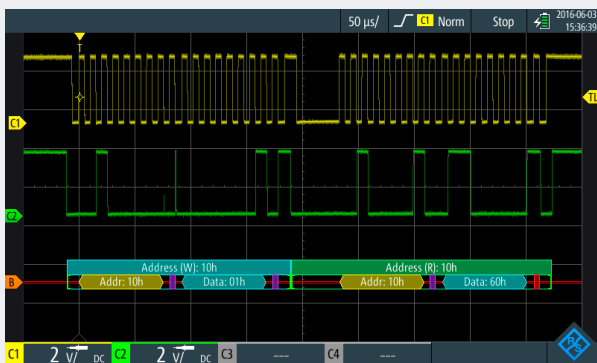 50 µs/ C1 Norm Stop 2016-06-03
15:36:39
T
TL
C1
C2
Address (W): 10h Address (R): 10h
B Addr: 10h Data: 01h Addr: 10h Data: 60h
C1 2 V/ DC C2 2 V/ DC C3 --- C4 ---
R&S